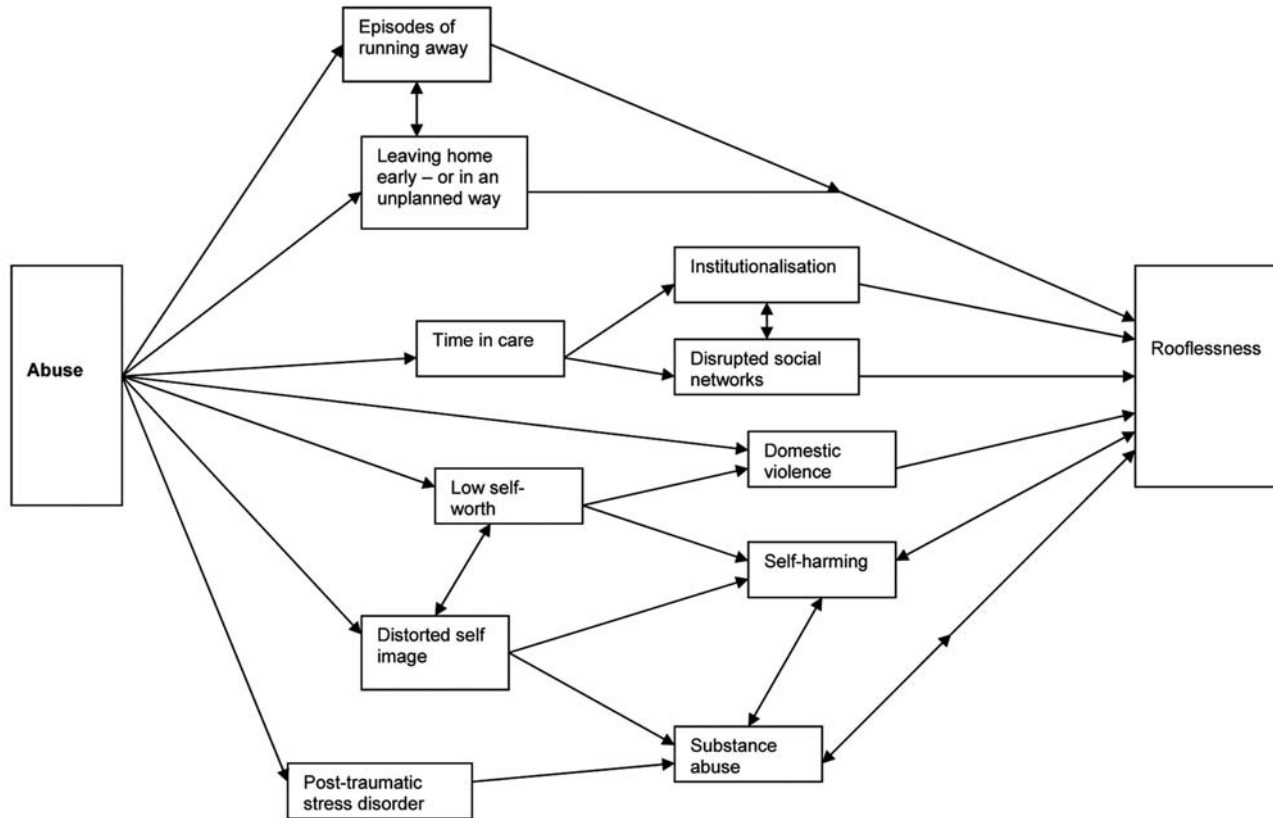 Episodes of
running away
Leaving home
early – or in an
unplanned way
Institutionalisation
Time in care
Disrupted social
networks
Abuse
Rooflessness
Domestic
violence
Low self-
worth
Self-harming
Distorted self
image
Substance
abuse
Post-traumatic
stress disorder